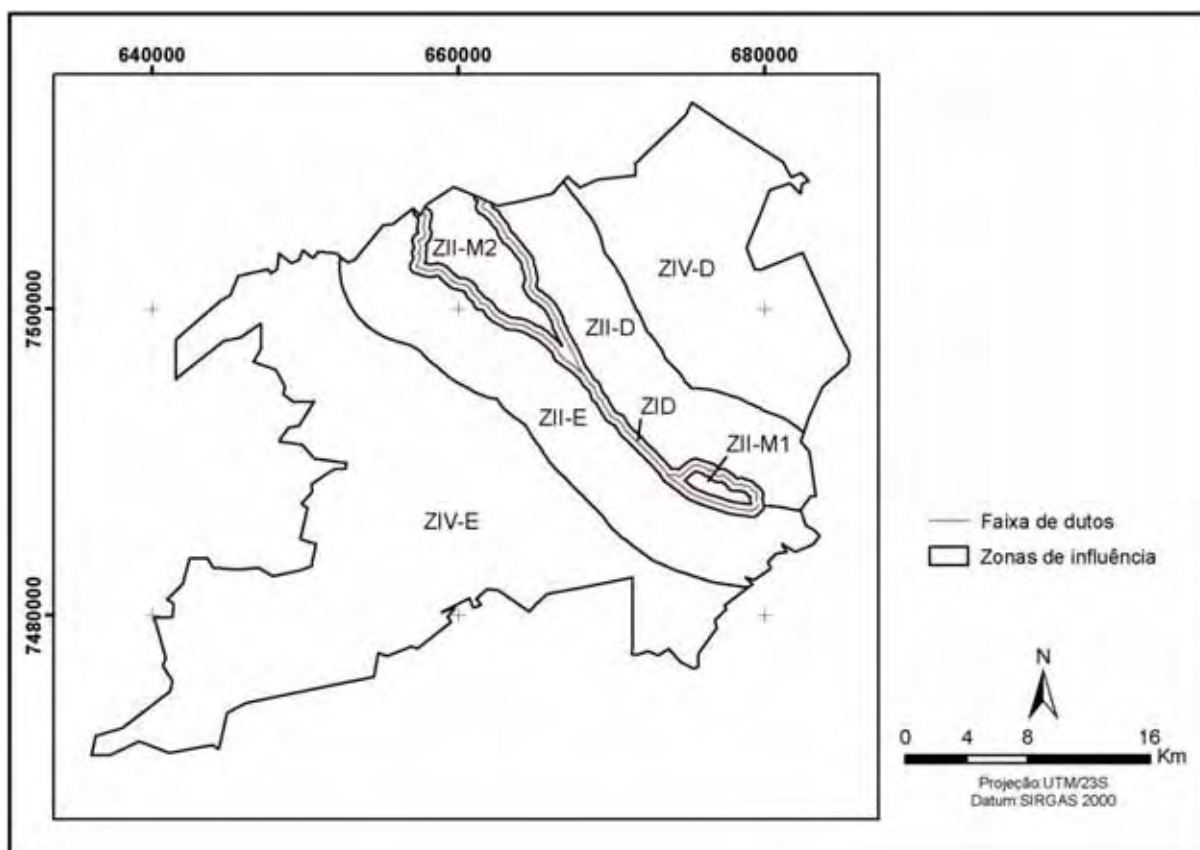 640000
660000
680000
7500000
7480000
ZII-M2
ZIV-D
ZII-D
ZII-E
ZID
ZII-M1
ZIV-E
Faixa de dutos
Zonas de influência
N
0 4 8 16
Km
Projeção:UTM/23S
Datum:SIRGAS 2000